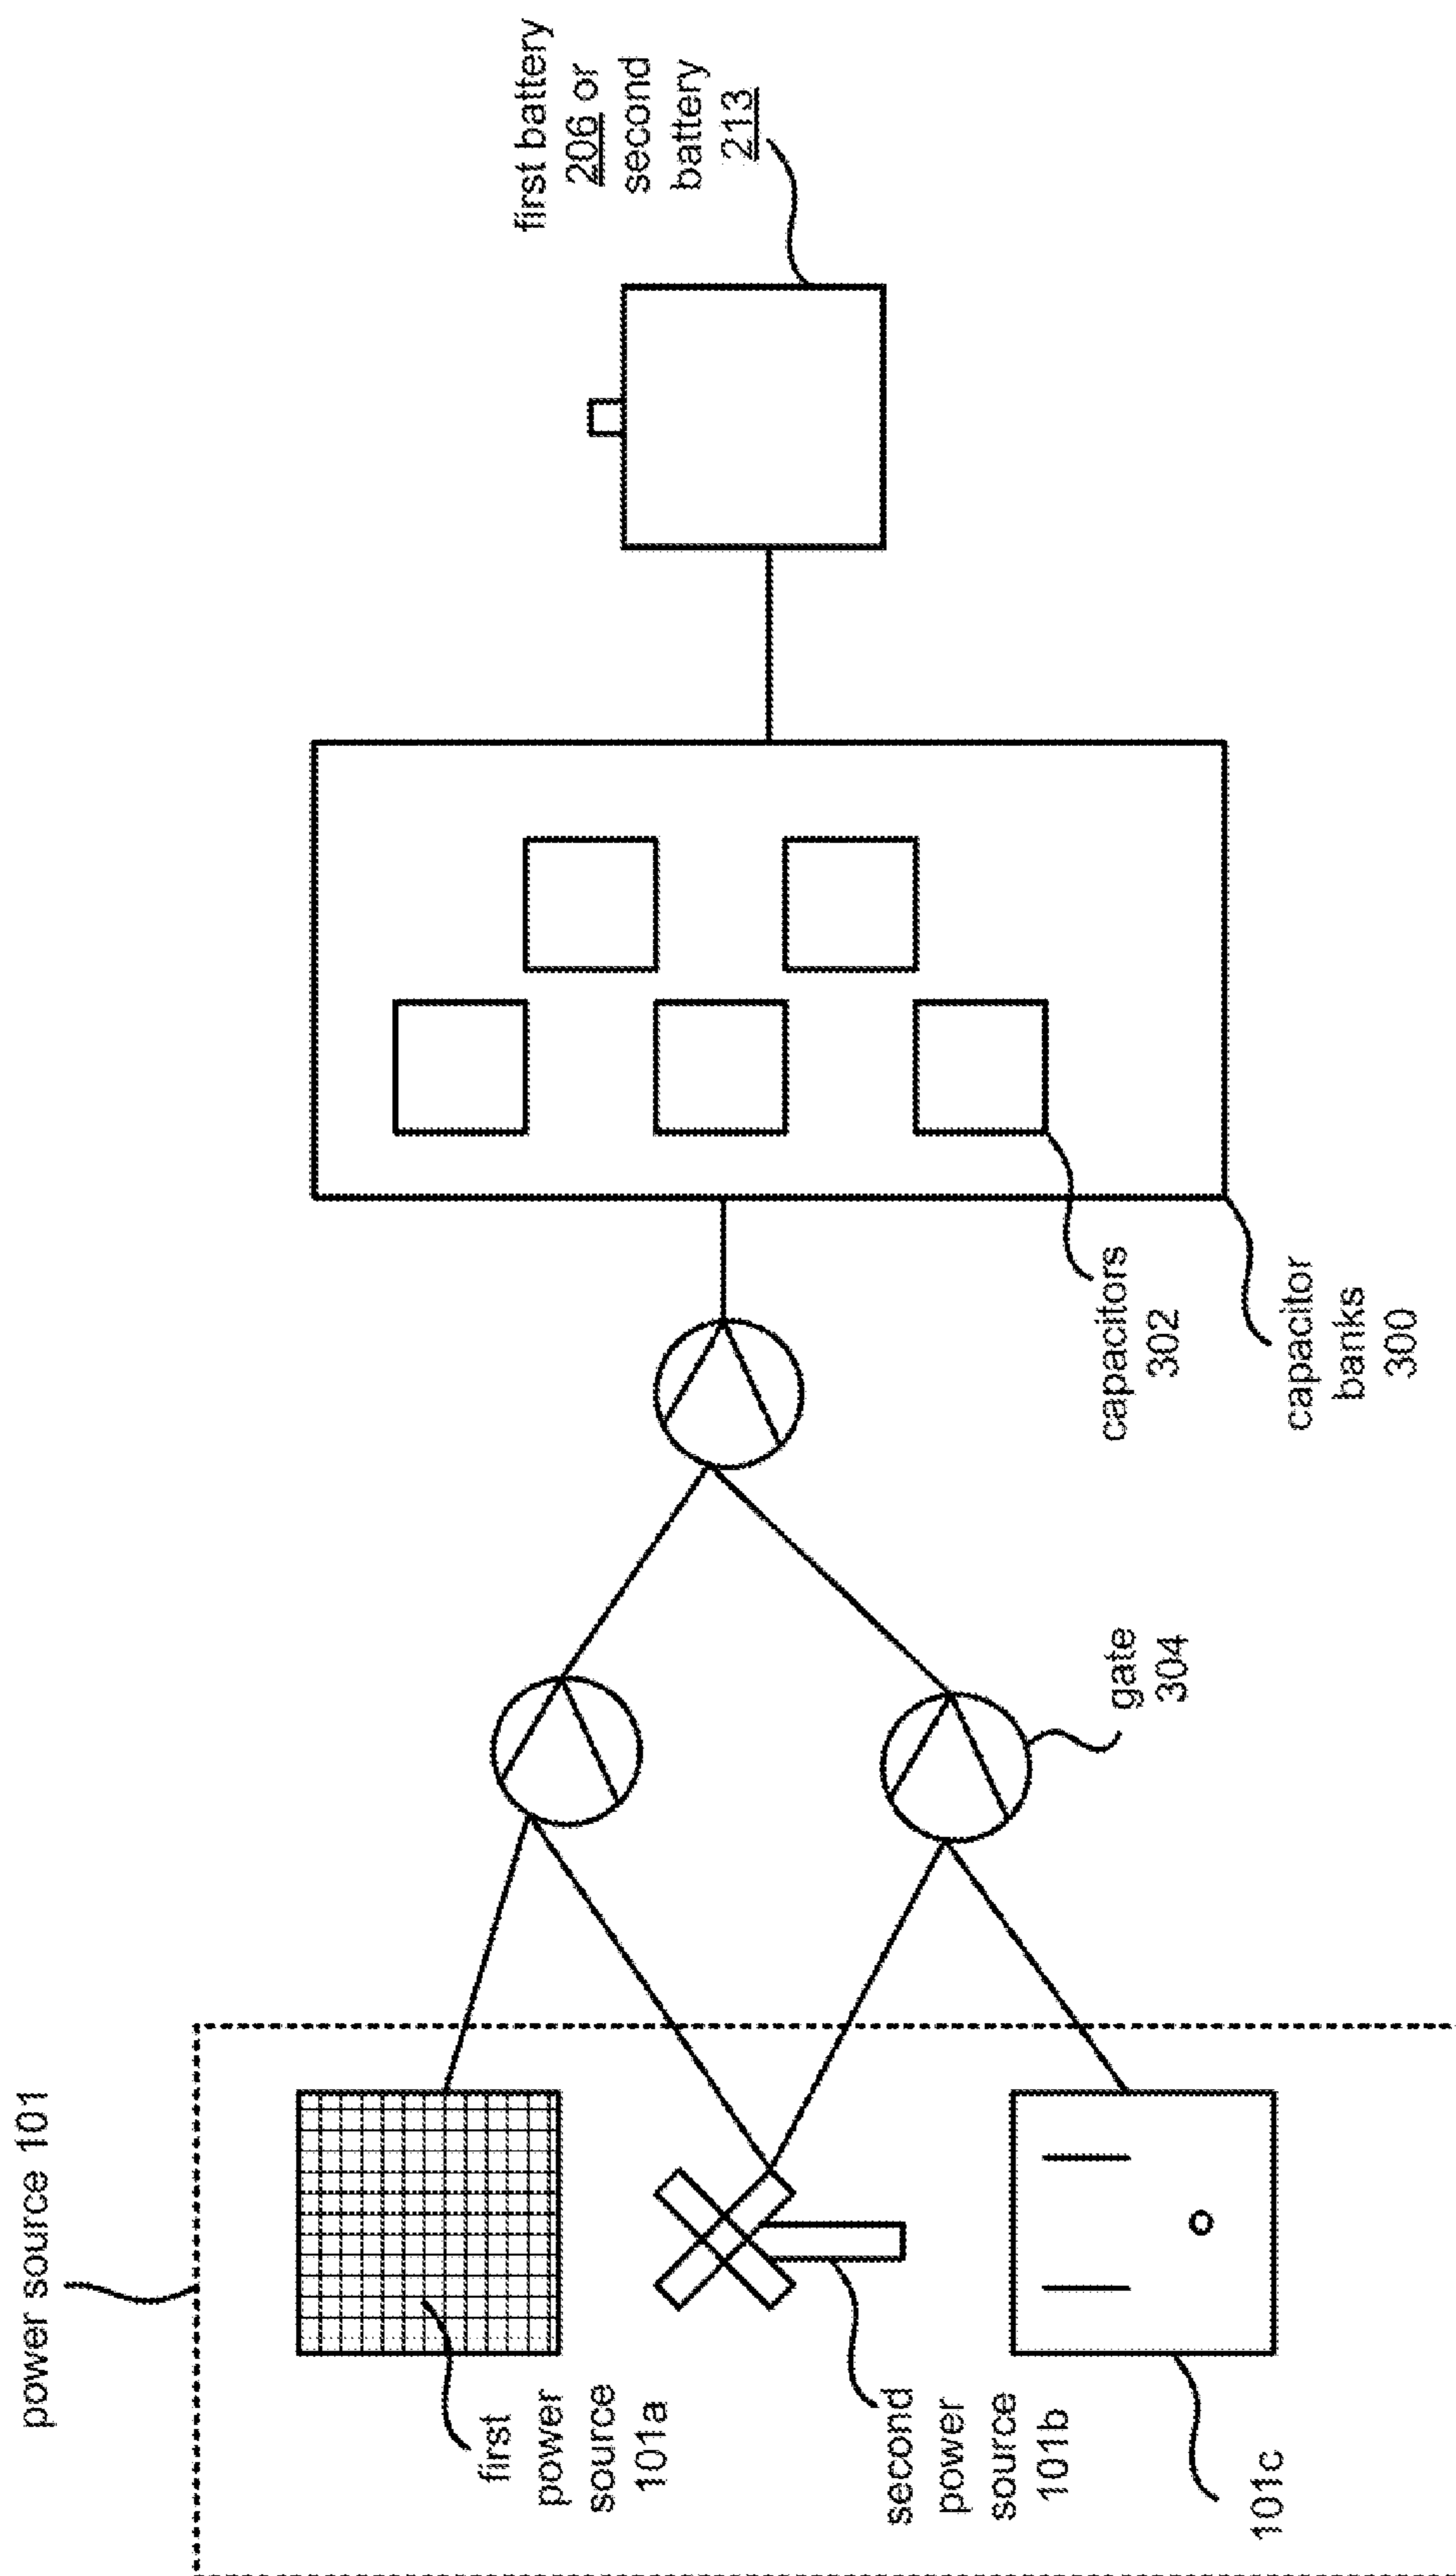 power source 101
first
power
source
101a
second
power
source
101b
101c
gate
304
capacitors
302
capacitor
banks
300
first battery
206 or
second
battery
213